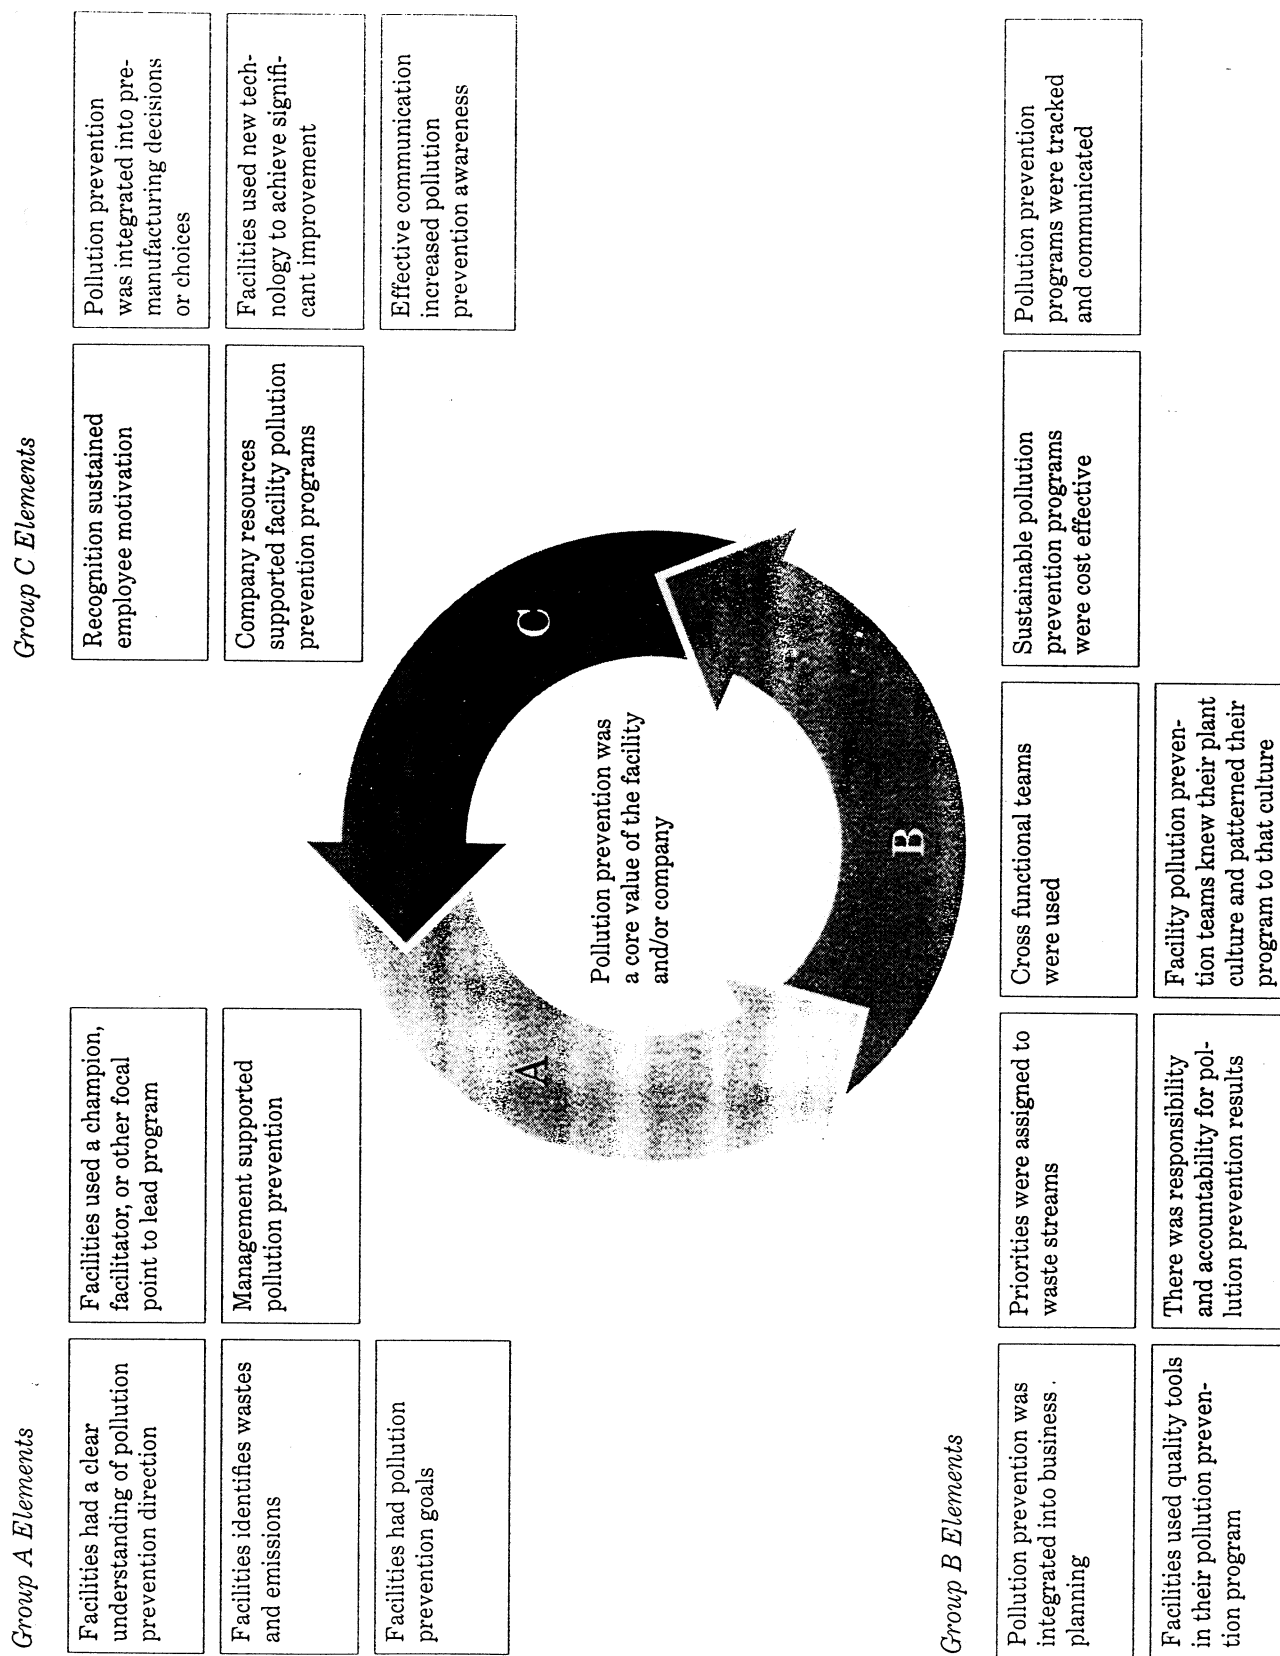 Group A Elements
Facilities had a clear
understanding of pollution
prevention direction
Facilities used a champion,
facilitator, or other focal
point to lead program
Facilities identifies wastes
and emissions
Management supported
pollution prevention
Facilities had pollution
prevention goals
Group C Elements
Recognition sustained
employee motivation
Pollution prevention
was integrated into pre-
manufacturing decisions
or choices
Company resources
supported facility pollution
prevention programs
Facilities used new tech-
nology to achieve signifi-
cant improvement
Effective communication
increased pollution
prevention awareness
A
C
Pollution prevention was
a core value of the facility
and/or company
B
Group B Elements
Pollution prevention was
integrated into business
planning
Priorities were assigned to
waste streams
Cross functional teams
were used
Sustainable pollution
prevention programs
were cost effective
Pollution prevention
programs were tracked
and communicated
Facilities used quality tools
in their pollution preven-
tion program
There was responsibility
and accountability for pol-
lution prevention results
Facility pollution preven-
tion teams knew their plant
culture and patterned their
program to that culture